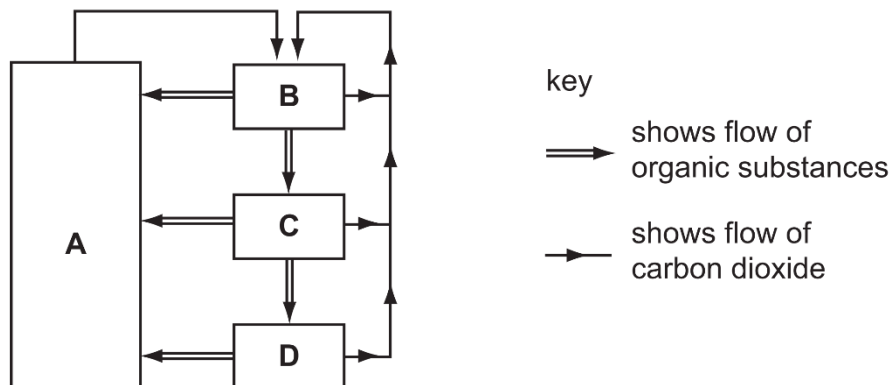 B
key
shows flow of
organic substances
A
C
shows flow of
carbon dioxide
D